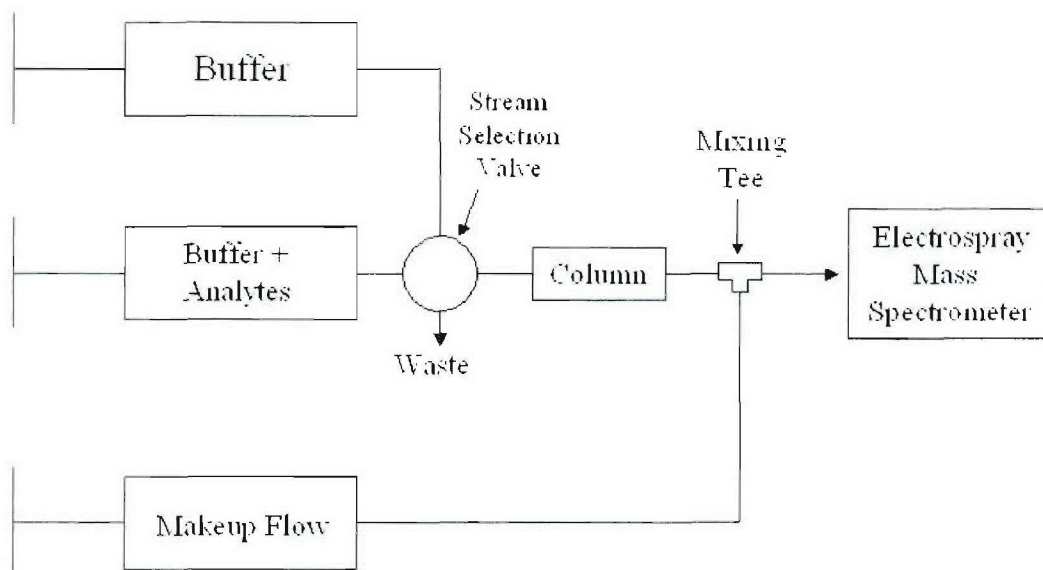 Buffer
Stream
Selection
Valve
Mixing
Tee
Buffer +
Analytes
Column
Electrospray
Mass
Spectrometer
Waste
Makeup Flow